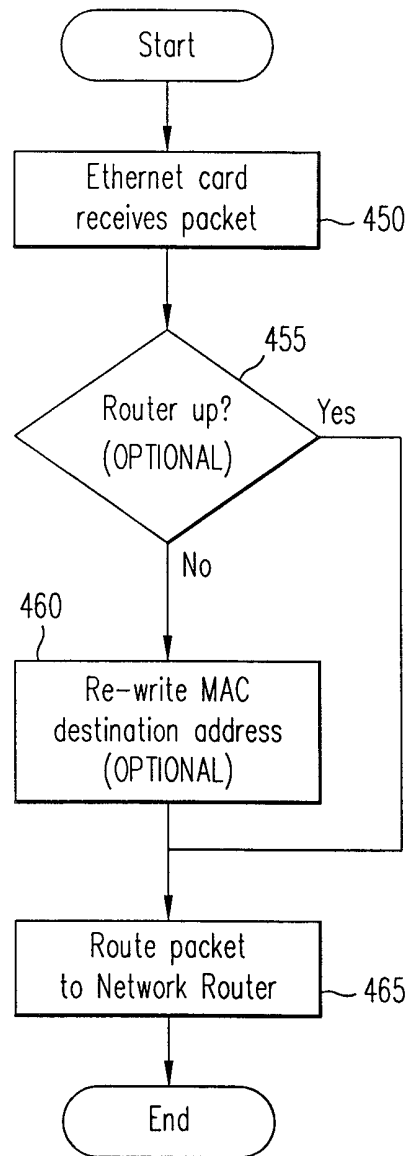 Start
Ethernet card
receives packet
450
455
Router up?
(OPTIONAL)
Yes
No
460
Re-write MAC
destination address
(OPTIONAL)
Route packet
to Network Router
465
End